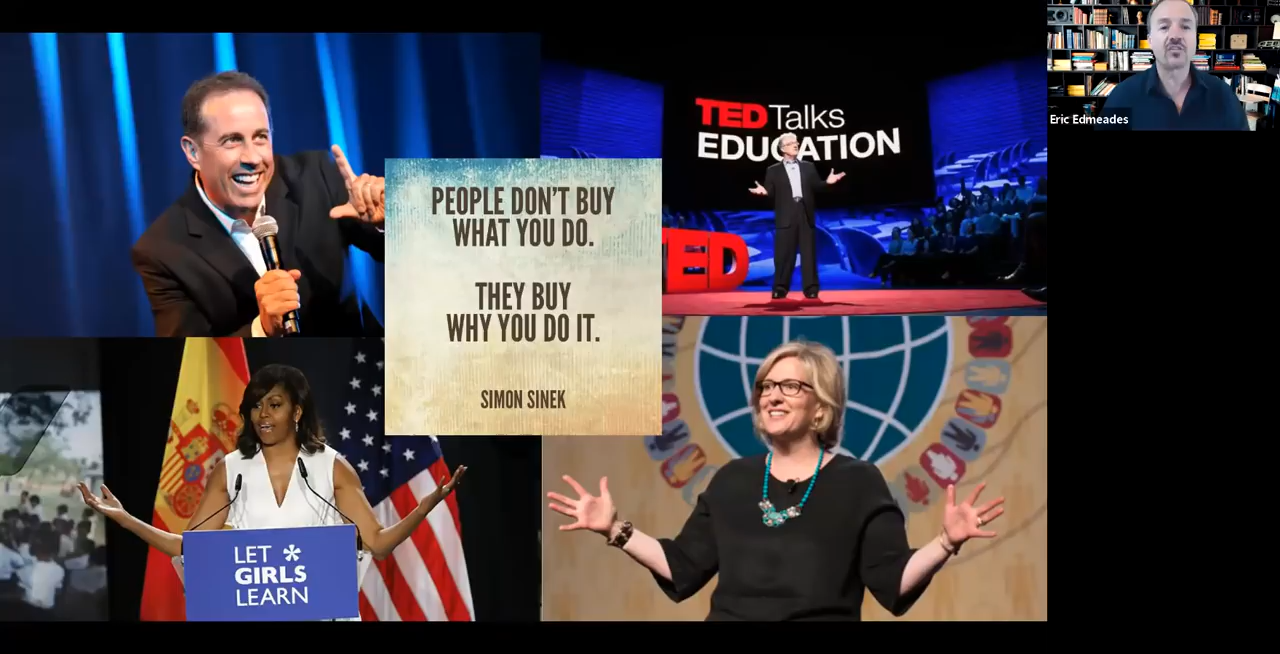 TED Talks
EDUCATION
Eric Edmeades
PEOPLE DON'T BUY
WHAT YOU DO.
THEY BUY
WHY YOU DO IT.
SIMON SINEK
TED
LET
GIRLS
LEARN